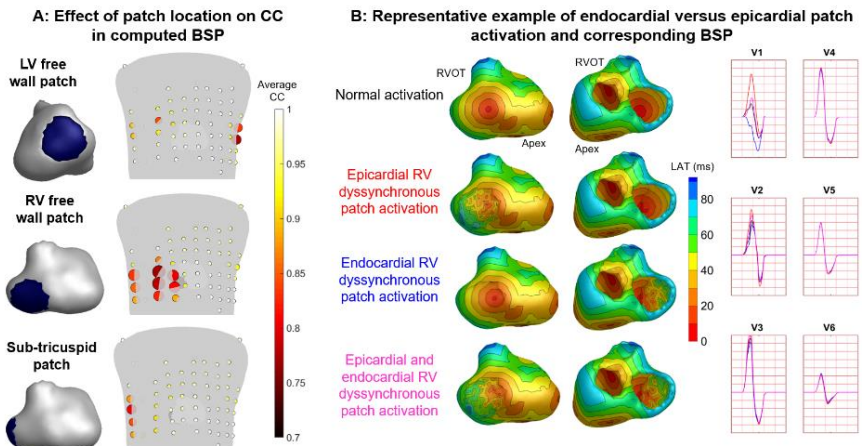 A: Effect of patch location on CC
in computed BSP
LV free
wall patch
RV free
wall patch
Sub-tricuspid
patch
Average
CC
1
0.95
0.9
0.85
0.8
0.75
0.7
B: Representative example of endocardial versus epicardial patch
activation and corresponding BSP
Normal activation
RVOT
Apex
RVOT
Apex
Epicardial RV
dyssynchronous
patch activation
Endocardial RV
dyssynchronous
patch activation
Epicardial and
endocardial RV
dyssynchronous
patch activation
LAT (ms)
80
60
40
20
0
V1
V4
V2
V5
V3
V6